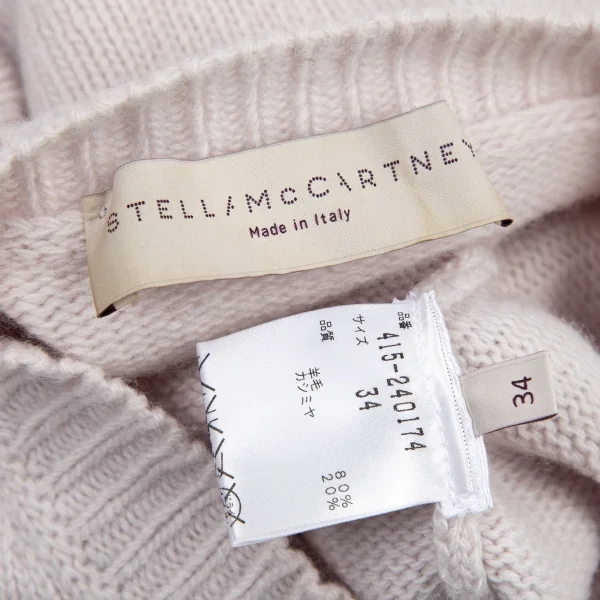 STELLA McCARTNEY
Made in Italy
品番 415-240174
サイズ 34
品質
羊毛 80%
カシミヤ 20%
34